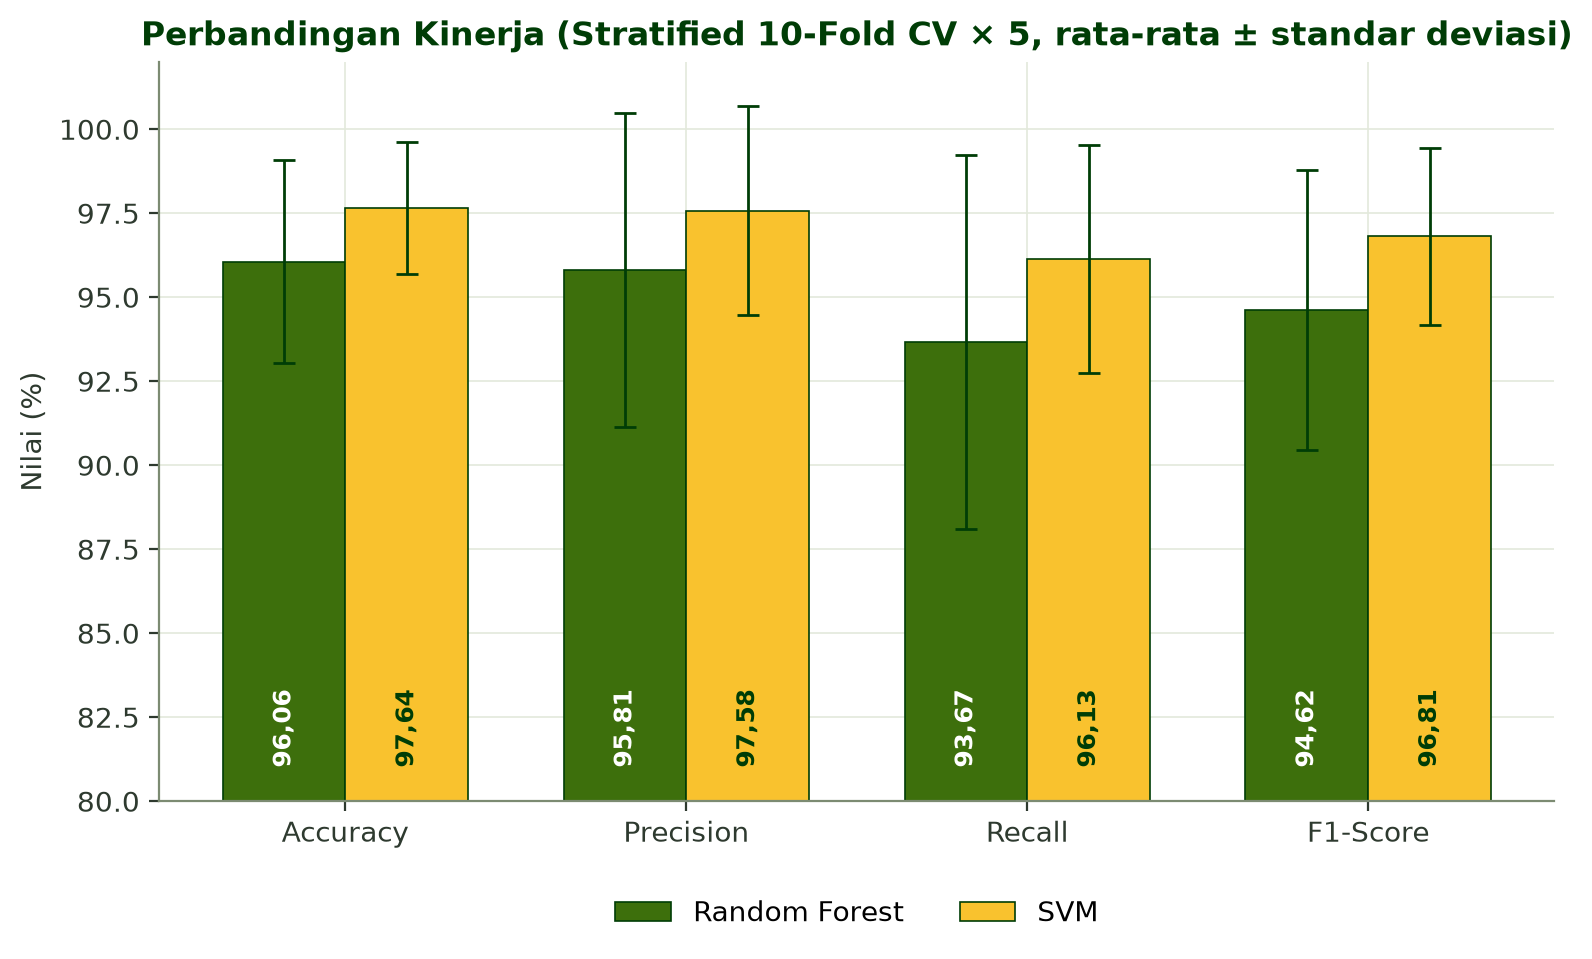 Perbandingan Kinerja (Stratified 10-Fold CV × 5, rata-rata ± standar deviasi)
Nilai (%)
100.0
97.5
95.0
92.5
90.0
87.5
85.0
82.5
80.0
96,06
97,64
95,81
97,58
93,67
96,13
94,62
96,81
Accuracy
Precision
Recall
F1-Score
Random Forest
SVM